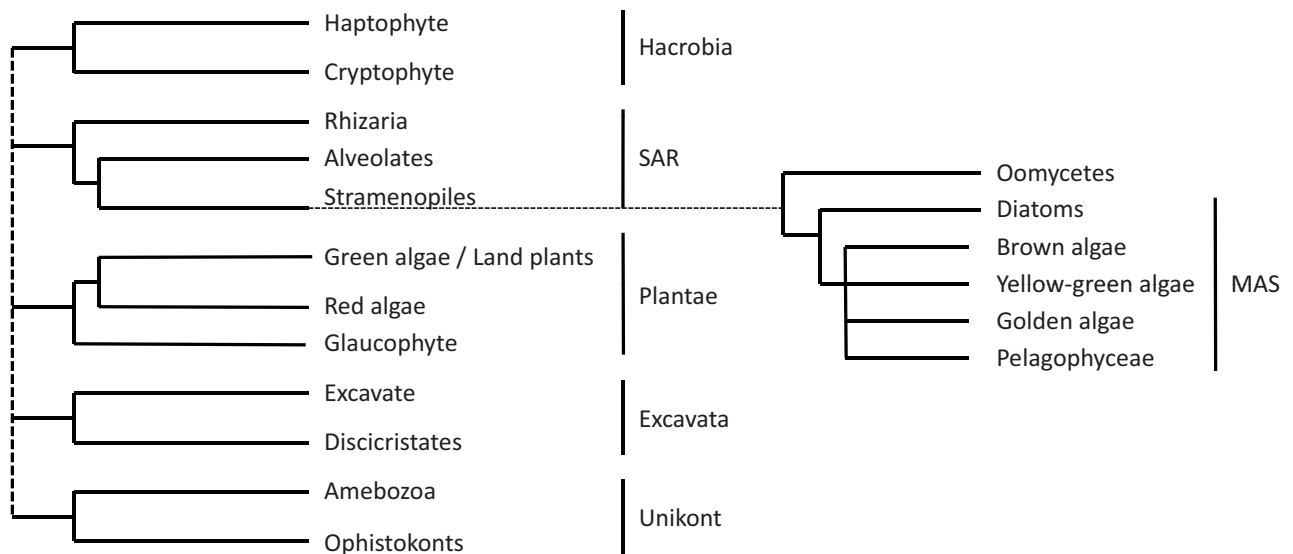 Haptophyte
Cryptophyte
Hacrobia
Rhizaria
Alveolates
Stramenopiles
SAR
Green algae / Land plants
Red algae
Glaucophyte
Plantae
Excavate
Discicristates
Excavata
Amebozoa
Ophistokonts
Unikont
Oomycetes
Diatoms
Brown algae
Yellow-green algae
Golden algae
Pelagophyceae
MAS